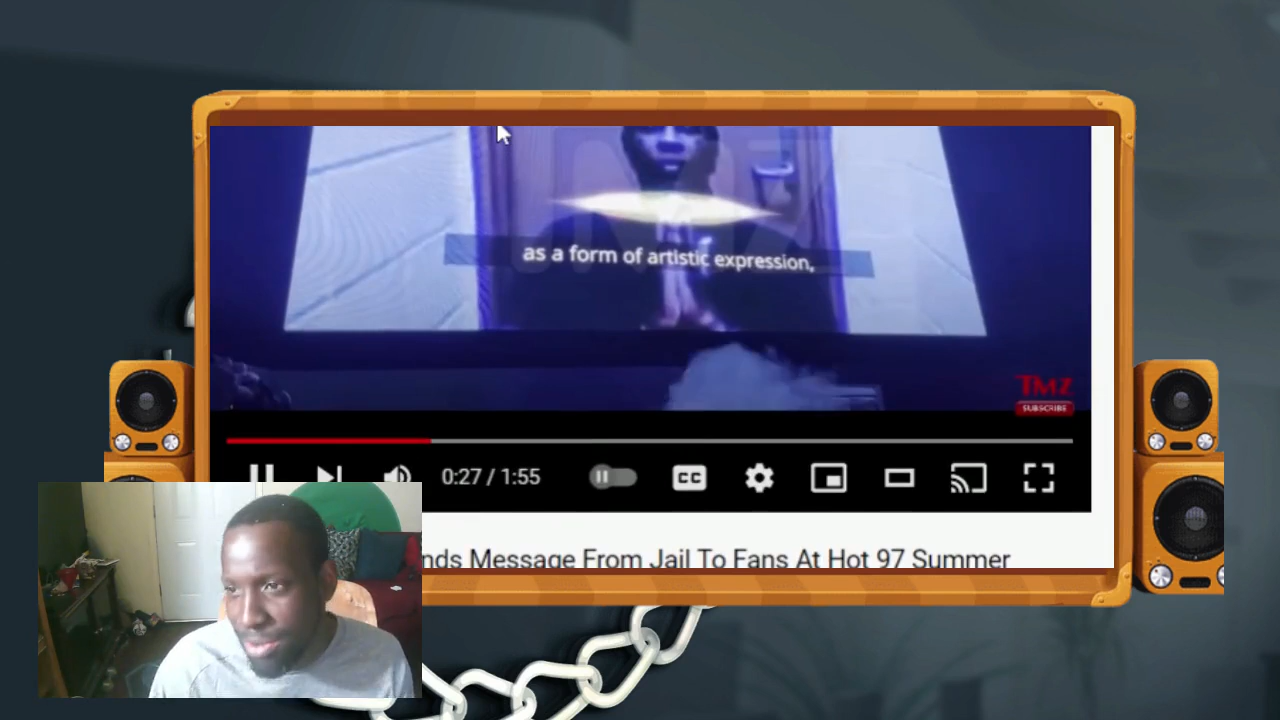 as a form of artistic expression,
TMZ
SUBSCRIBE
0:27 / 1:55
CC
nds Message From Jail To Fans At Hot 97 Summer